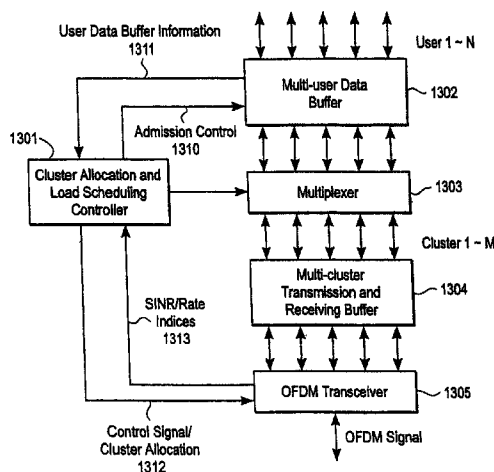 User Data Buffer Information
1311
User 1 ~ N
Multi-user Data
Buffer
1302
1301
Admission Control
1310
Cluster Allocation and
Load Scheduling
Controller
Multiplexer
1303
Cluster 1 ~ M
Multi-cluster
Transmission and
Receiving Buffer
1304
SINR/Rate
Indices
1313
OFDM Transceiver
1305
Control Signal/
Cluster Allocation
1312
OFDM Signal